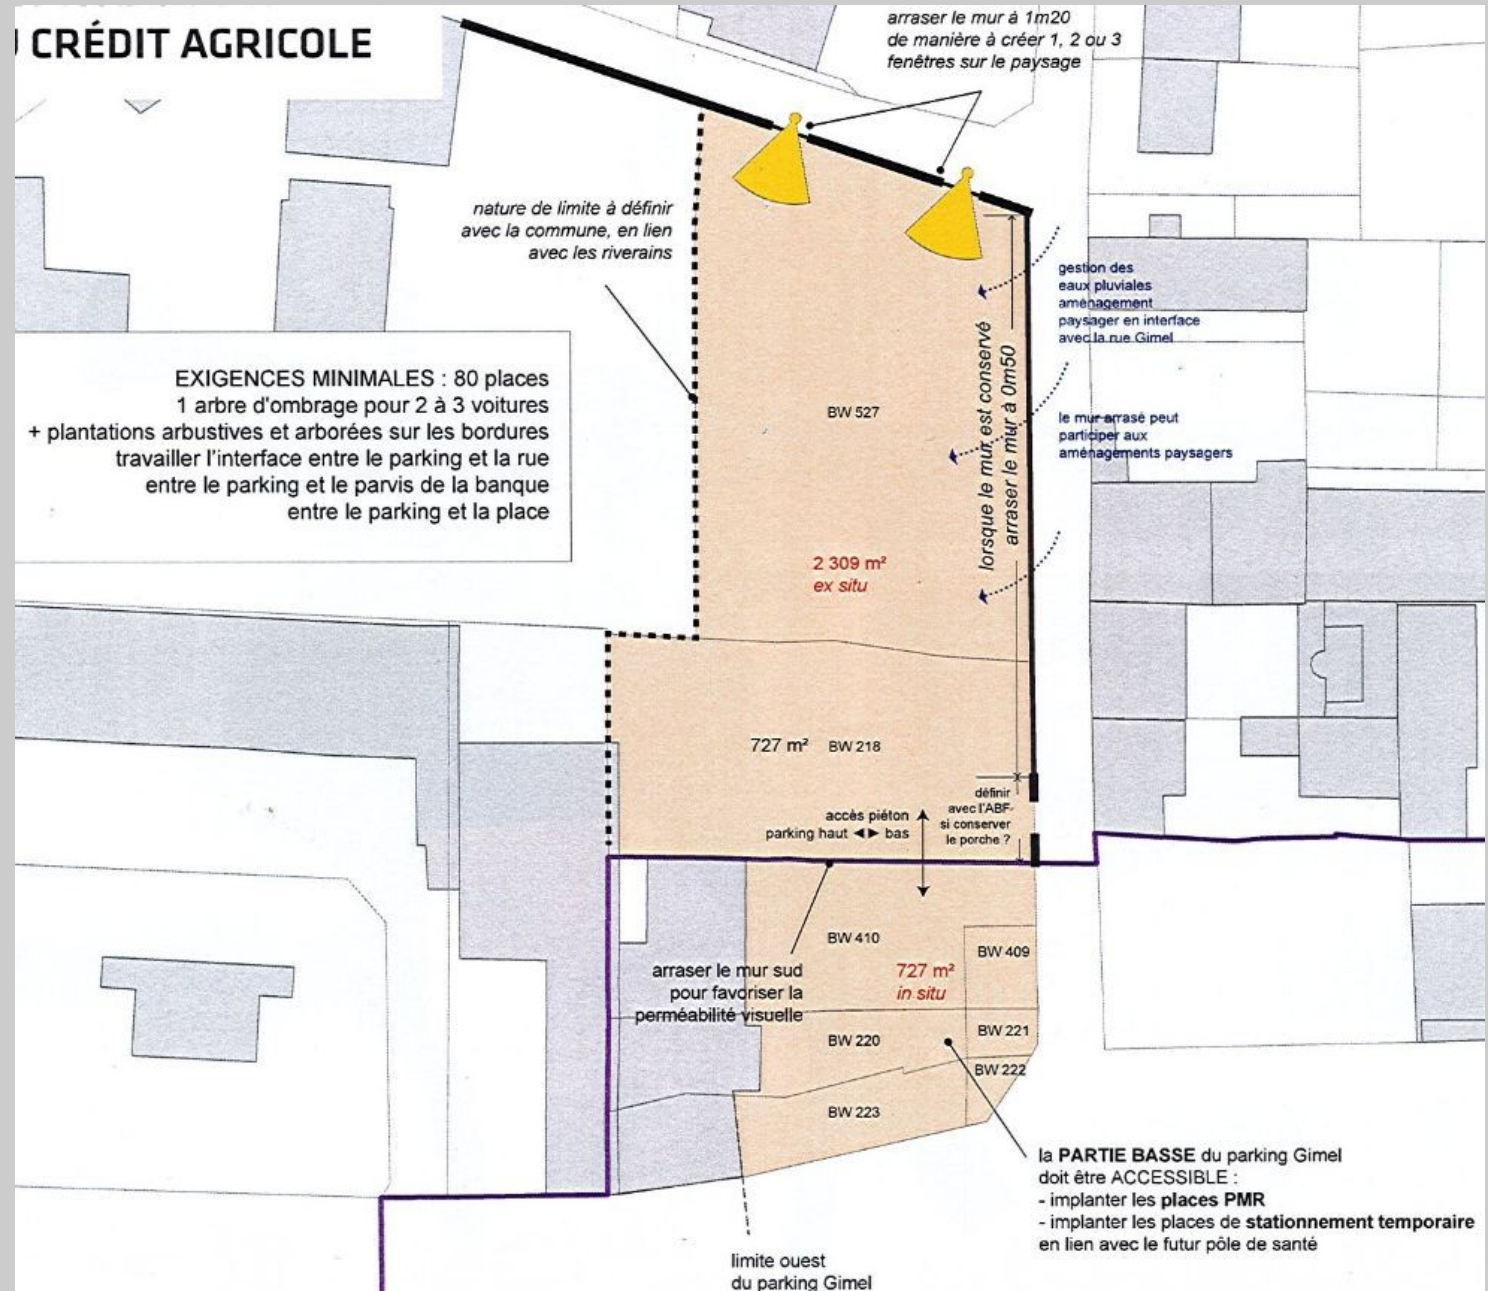 CRÉDIT AGRICOLE
arraser le mur à 1m20
de manière à créer 1, 2 ou 3
fenêtres sur le paysage
nature de limite à définir
avec la commune, en lien
avec les riverains
gestion des
eaux pluviales
aménagement
paysager en interface
avec la rue Gimel
EXIGENCES MINIMALES : 80 places
1 arbre d'ombrage pour 2 à 3 voitures
+ plantations arbustives et arborées sur les bordures
travailler l'interface entre le parking et la rue
entre le parking et le parvis de la banque
entre le parking et la place
lorsque le mur est conservé
arraser le mur à 0m50
BW 527
le mur arrasé peut
participer aux
aménagements paysagers
2 309 m²
ex situ
727 m² BW 218
définir
avec l'ABF
si conserver
le porche ?
accès piéton
parking haut ◄► bas
BW 410
BW 409
arraser le mur sud
pour favoriser la
perméabilité visuelle
727 m²
in situ
BW 220
BW 221
BW 222
BW 223
la PARTIE BASSE du parking Gimel
doit être ACCESSIBLE :
- implanter les places PMR
- implanter les places de stationnement temporaire
en lien avec le futur pôle de santé
limite ouest
du parking Gimel